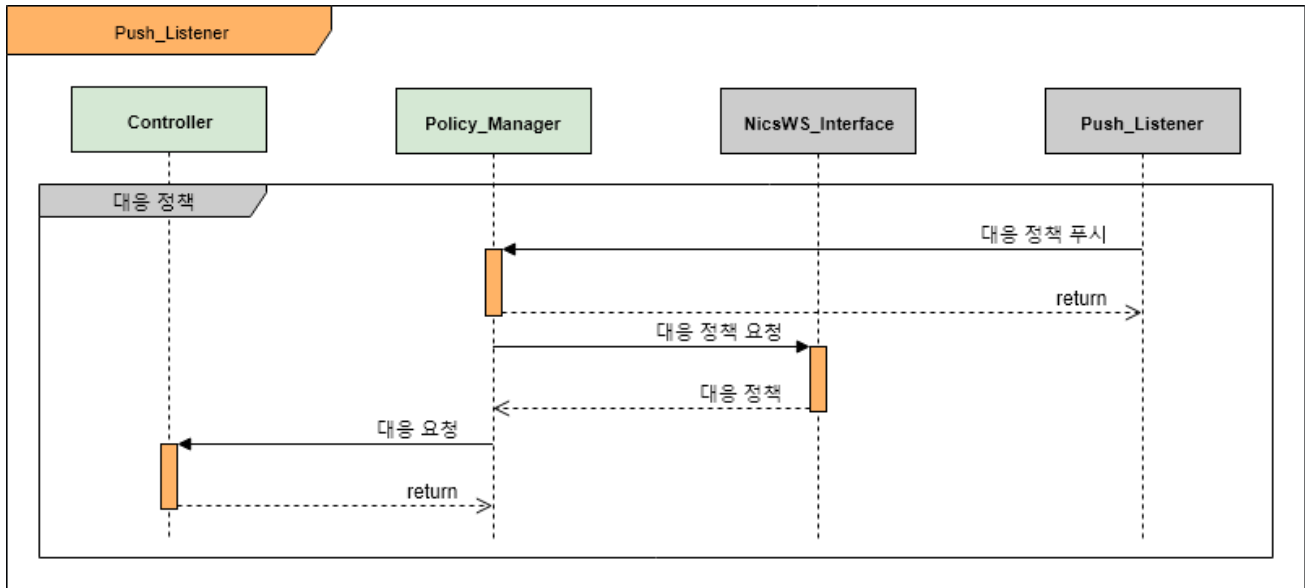 Push_Listener
Controller
Policy_Manager
NicsWS_Interface
Push_Listener
대응 정책
대응 정책 푸시
return
대응 정책 요청
대응 정책
대응 요청
return